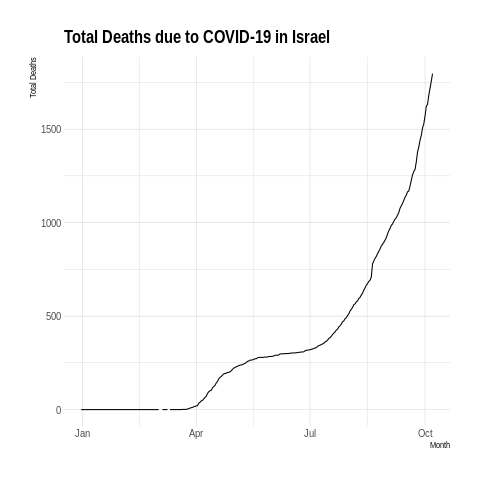 Total Deaths due to COVID-19 in Israel
Total Deaths
1500
1000
500
0
Jan Apr Jul Oct
Month